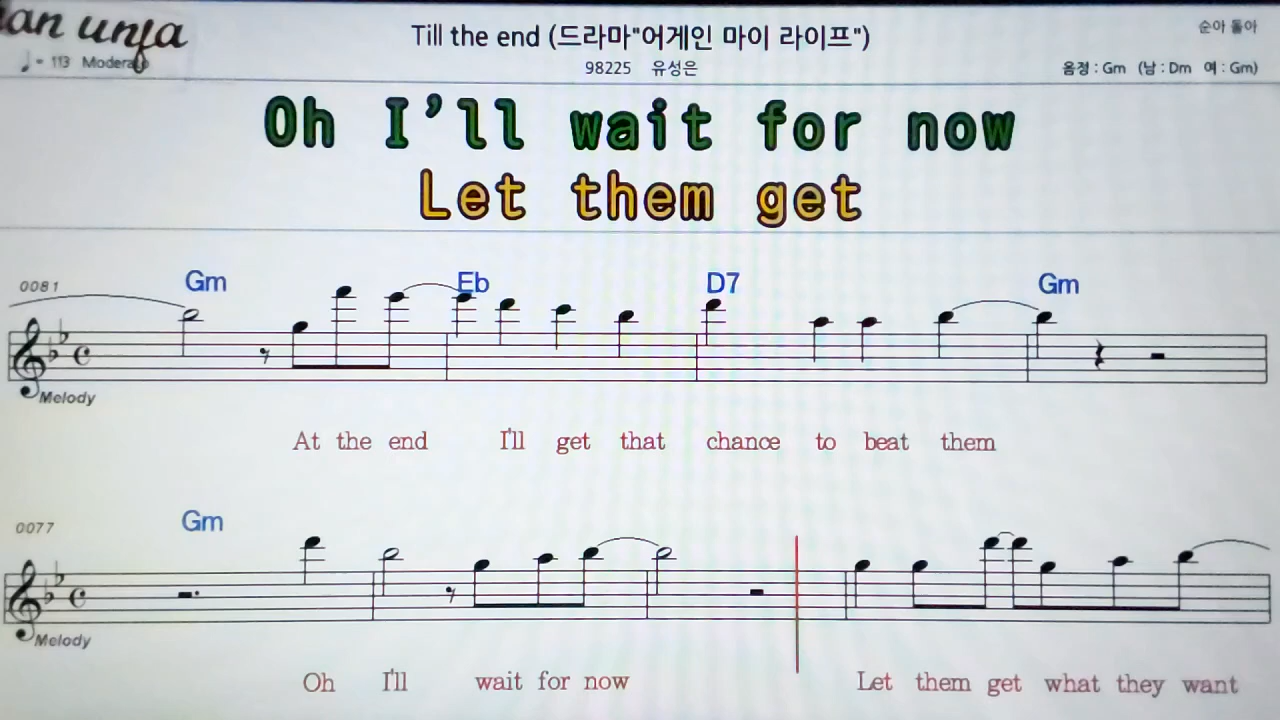 an unja
Till the end (드라마"어게인 마이 라이프")
순아 돌아
♩= 113 Moderato
98225 유성은
음정 : Gm (남 : Dm 여 : Gm)
Oh I'll wait for now
Let them get
0081 Gm Eb D7 Gm
Melody
At the end I'll get that chance to beat them
0077 Gm
Melody
Oh I'll wait for now Let them get what they want